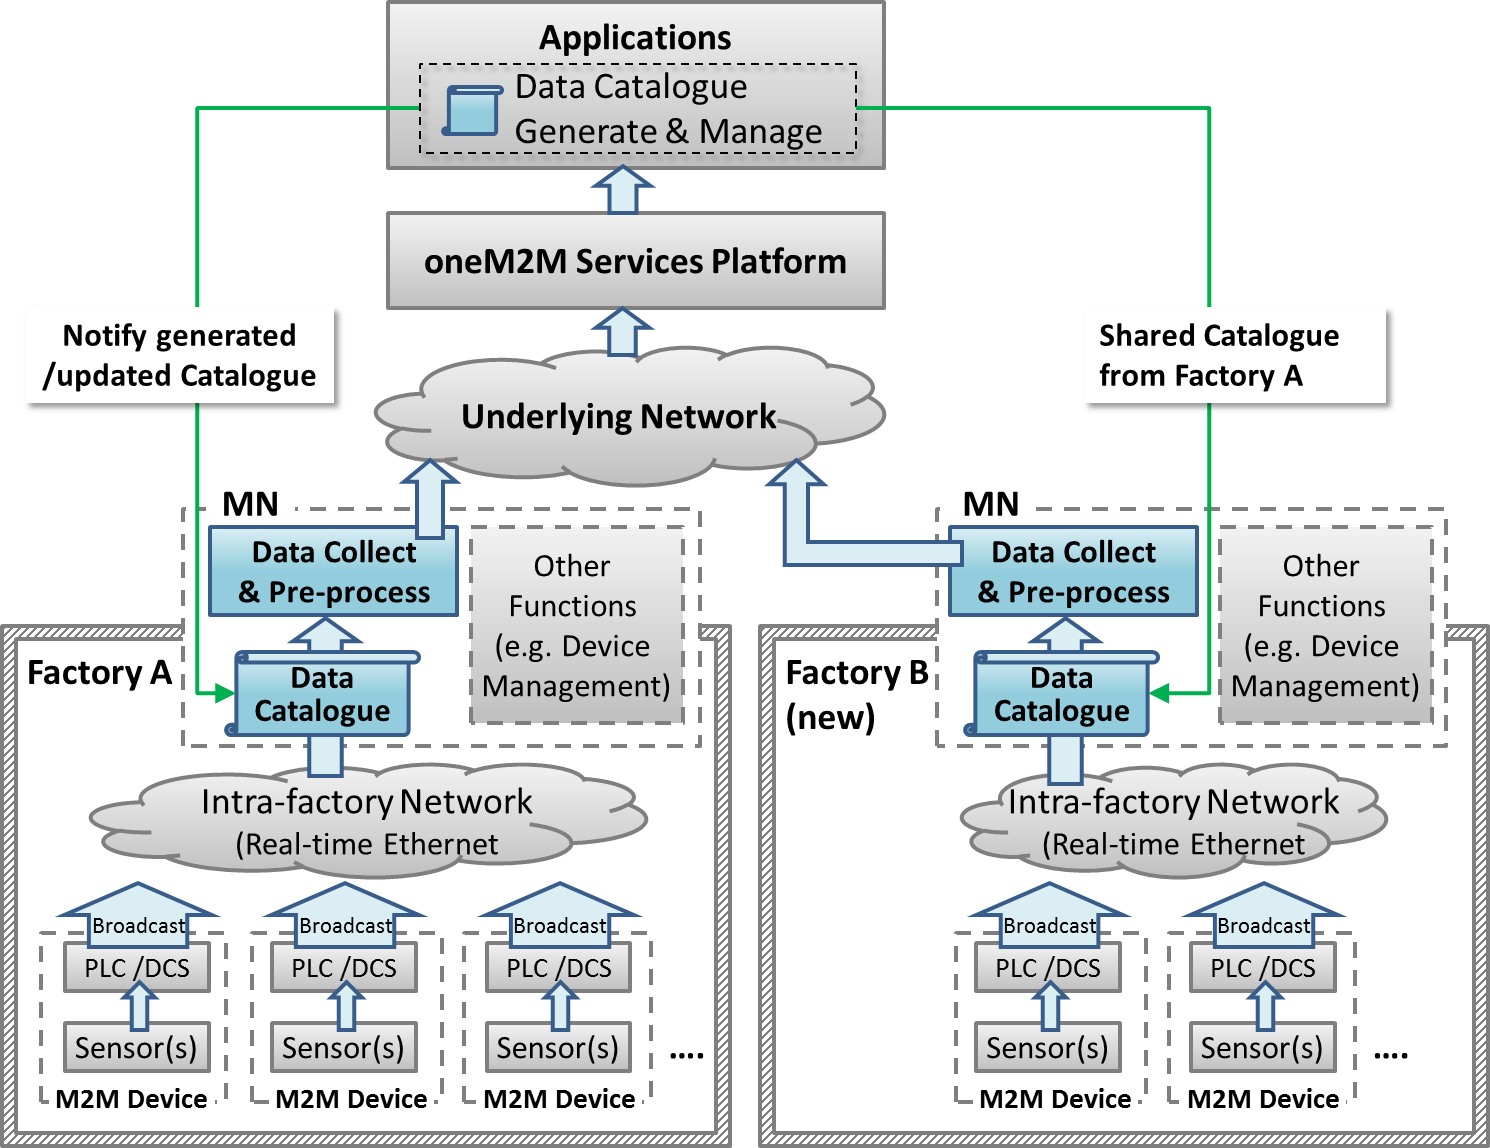 Applications
Data Catalogue
Generate & Manage
oneM2M Services Platform
Notify generated
/updated Catalogue
Shared Catalogue
from Factory A
Underlying Network
MN
Data Collect
& Pre-process
Other
Functions
(e.g. Device
Management)
Factory A
Data
Catalogue
Intra-factory Network
(Real-time Ethernet
Broadcast
PLC /DCS
Sensor(s)
M2M Device
Broadcast
PLC /DCS
Sensor(s)
M2M Device
Broadcast
PLC /DCS
Sensor(s)
M2M Device
....
MN
Data Collect
& Pre-process
Other
Functions
(e.g. Device
Management)
Factory B
(new)
Data
Catalogue
Intra-factory Network
(Real-time Ethernet
Broadcast
PLC /DCS
Sensor(s)
M2M Device
Broadcast
PLC /DCS
Sensor(s)
M2M Device
....